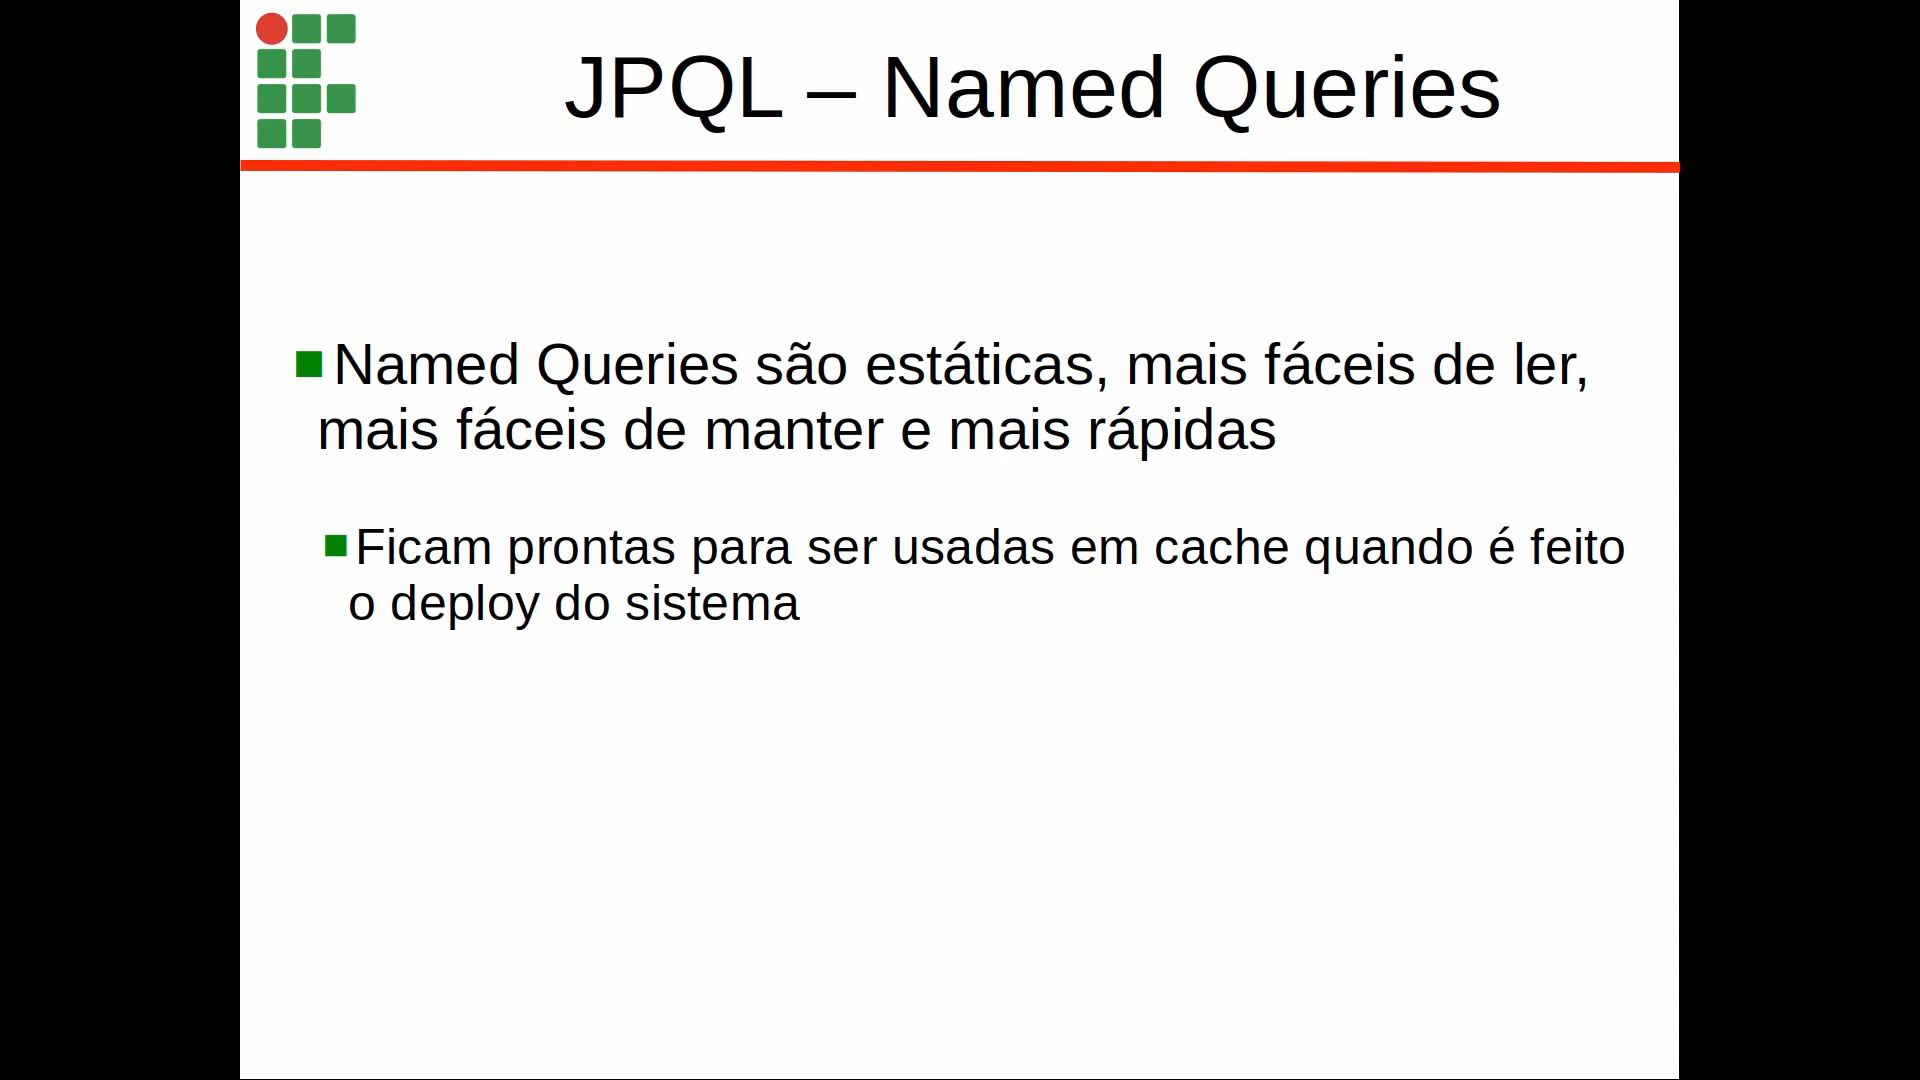 JPQL – Named Queries
Named Queries são estáticas, mais fáceis de ler,
mais fáceis de manter e mais rápidas
Ficam prontas para ser usadas em cache quando é feito
o deploy do sistema